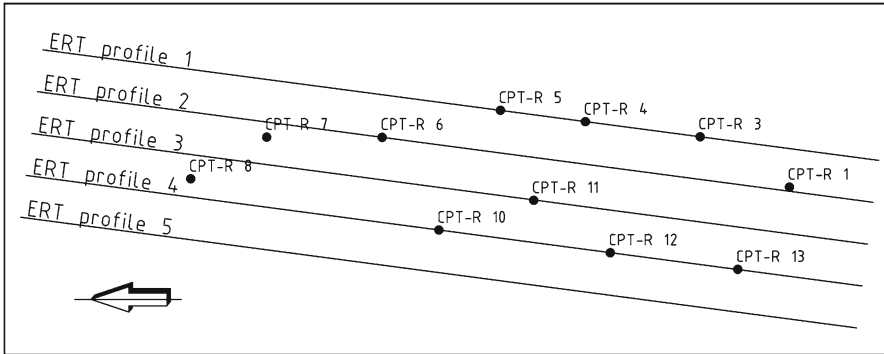 ERT profile 1
ERT profile 2
ERT profile 3
ERT profile 4
ERT profile 5
CPT-R 5
CPT-R 4
CPT-R 3
CPT-R 7
CPT-R 6
CPT-R 8
CPT-R 1
CPT-R 11
CPT-R 10
CPT-R 12
CPT-R 13